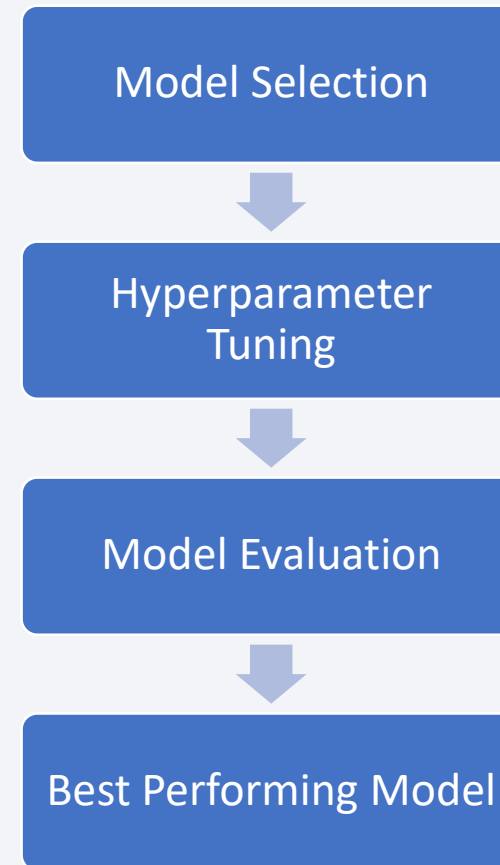 Model Selection
Hyperparameter
Tuning
Model Evaluation
Best Performing Model